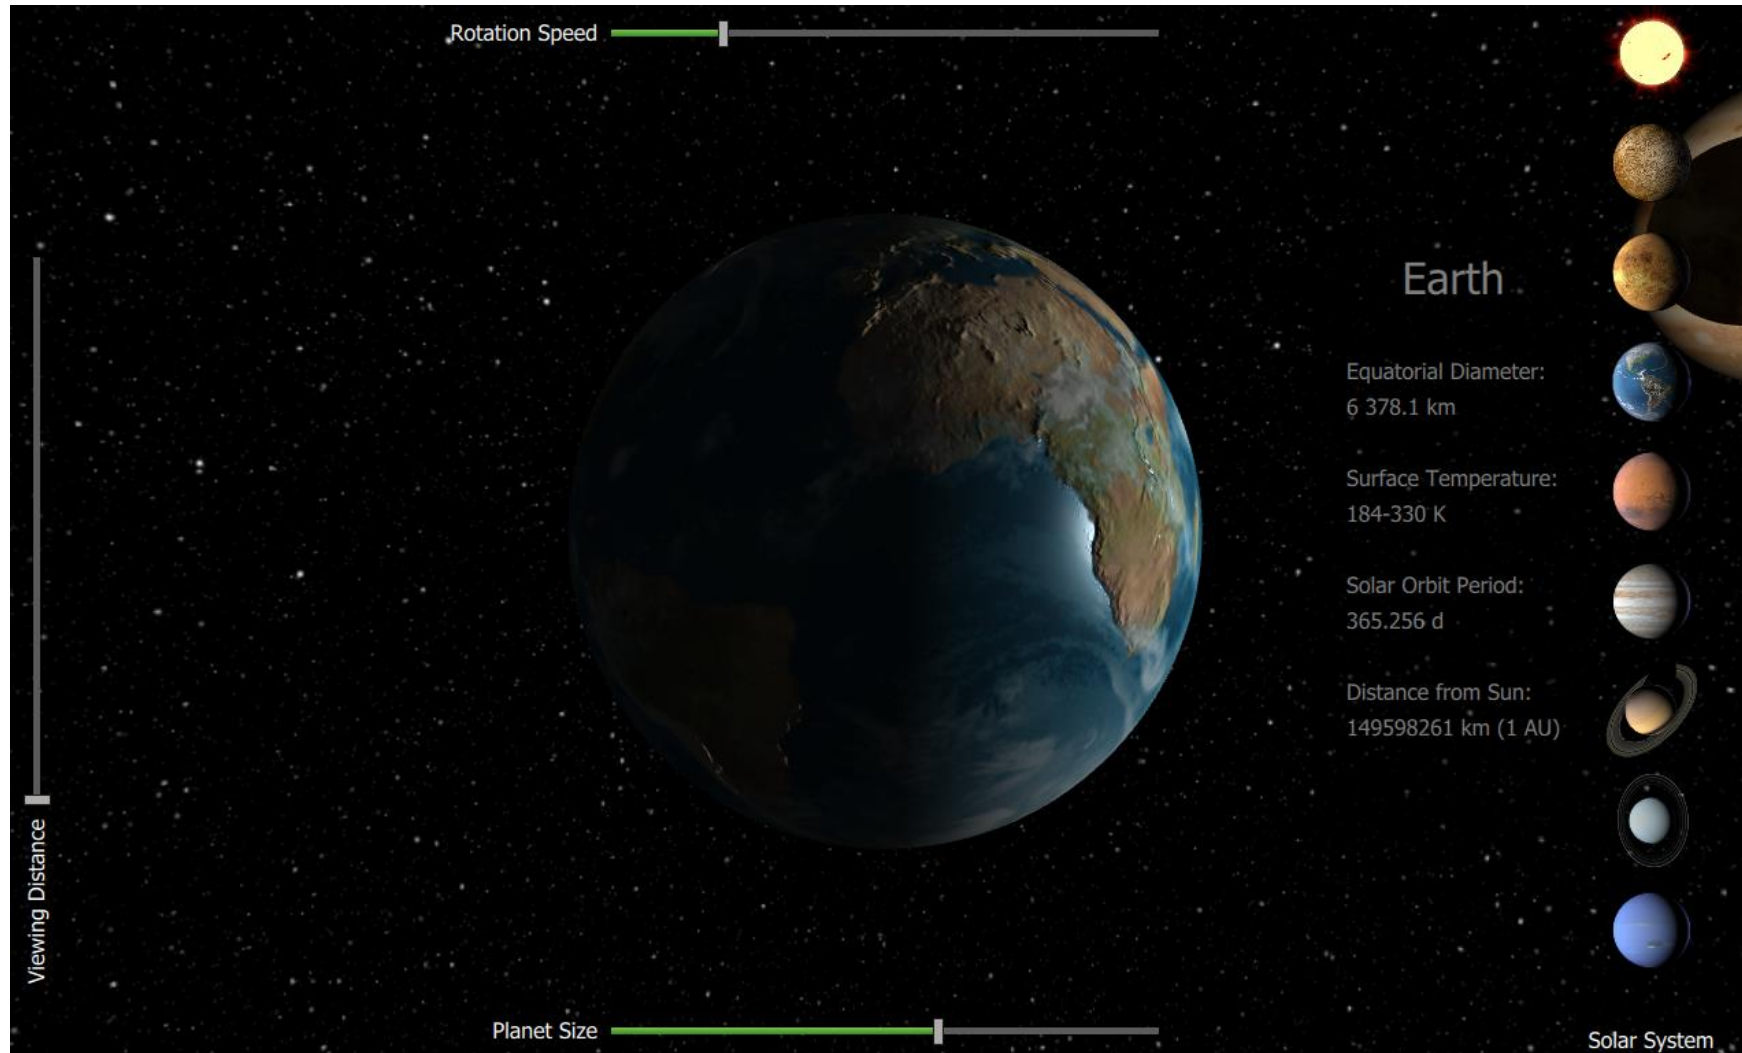 Rotation Speed
Earth
Equatorial Diameter:
6 378.1 km
Surface Temperature:
184-330 K
Solar Orbit Period:
365.256 d
Distance from Sun:
149598261 km (1 AU)
Viewing Distance
Planet Size
Solar System